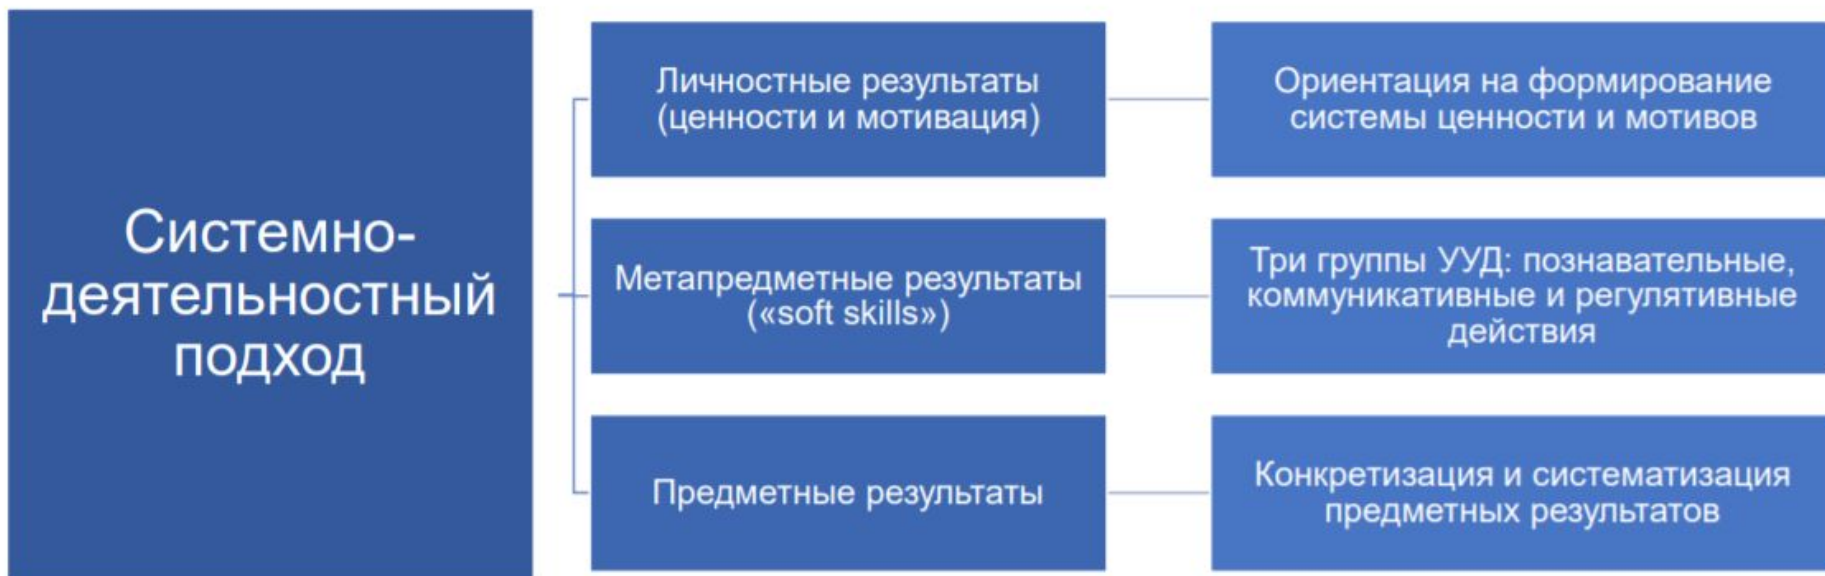 Системно-
деятельностный
подход
Личностные результаты
(ценности и мотивация)
Ориентация на формирование
системы ценности и мотивов
Метапредметные результаты
(«soft skills»)
Три группы УУД: познавательные,
коммуникативные и регулятивные
действия
Предметные результаты
Конкретизация и систематизация
предметных результатов